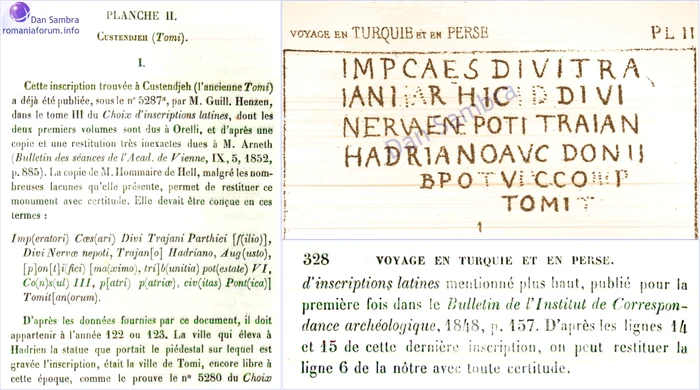 Dan Sambra
romaniaforum.info
PLANCHE II.
CUSTENDJEH (Tomi).
I.
Cette inscription trouvée à Custendjeh (l'ancienne Tomi)
a déjà été publiée, sous le n° 5287ª, par M. Guill. Henzen,
dans le tome III du Choix d'inscriptions latines, dont les
deux premiers volumes sont dus à Orelli, et d'après une
copie et une restitution très inexactes dues à M. Arneth
(Bulletin des séances de l'Acad. de Vienne, IX, 5, 1852,
p. 885). La copie de M. Hommaire de Hell, malgré les nom-
breuses lacunes qu'elle présente, permet de restituer ce
monument avec certitude. Elle devait être conçue en ces
termes :
Imp(eratori) Cæs(ari) Divi Trajani Parthici [f(ilio)],
Divi Nervæ nepoti, Trajan[o] Hadriano, Aug(usto),
[p]on[t]i(fici) [ma(ximo), tri]b(unitia) pot(estate) VI,
Co(n)s(ul) III, p(atri) p(atriæ), civ(itas) Pont(ica)]
Tomit[an(orum).
D'après les données fournies par ce document, il doit
appartenir à l'année 122 ou 123. La ville qui éleva à
Hadrien la statue que portait le piédestal sur lequel est
gravée l'inscription, était la ville de Tomi, encore libre à
cette époque, comme le prouve le n° 5280 du Choix
VOYAGE EN TURQUIE ET EN PERSE
PL II
IMPCAESDIVITRA
IANI ARHIC D DIVI
NERVAENEPOTITRAIAN
HADRIANOAVCDONII
BPOTVICCO P
TOMIT
Dan Sambra
1
328 VOYAGE EN TURQUIE ET EN PERSE.
d'inscriptions latines mentionné plus haut, publié pour la
première fois dans le Bulletin de l'Institut de Correspon-
dance archéologique, 1848, p. 157. D'après les lignes 14
et 15 de cette dernière inscription, on peut restituer la
ligne 6 de la nôtre avec toute certitude.